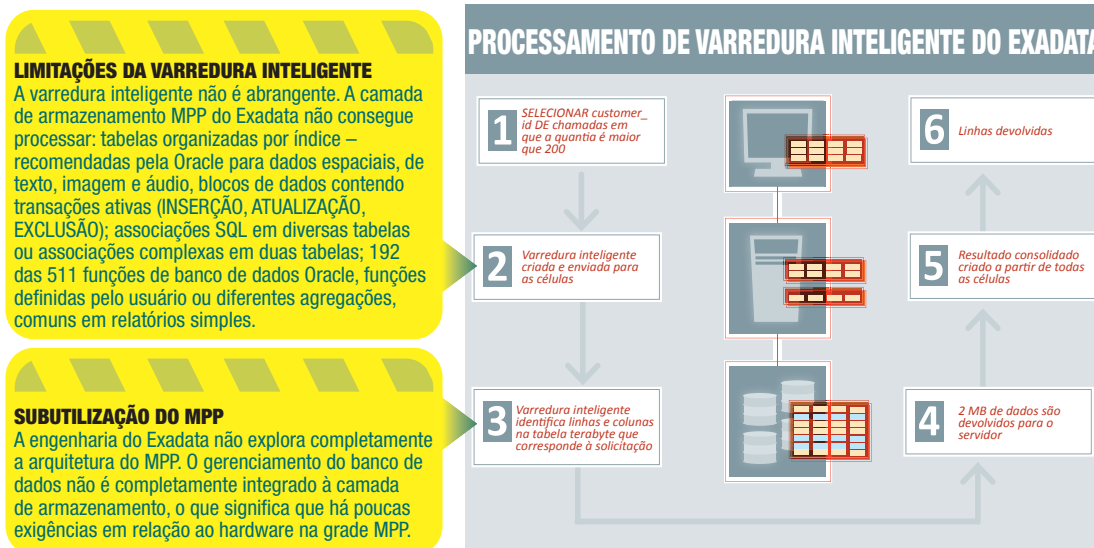 LIMITAÇÕES DA VARREDURA INTELIGENTE
A varredura inteligente não é abrangente. A camada
de armazenamento MPP do Exadata não consegue
processar: tabelas organizadas por índice –
recomendadas pela Oracle para dados espaciais, de
texto, imagem e áudio, blocos de dados contendo
transações ativas (INSERÇÃO, ATUALIZAÇÃO,
EXCLUSÃO); associações SQL em diversas tabelas
ou associações complexas em duas tabelas; 192
das 511 funções de banco de dados Oracle, funções
definidas pelo usuário ou diferentes agregações,
comuns em relatórios simples.
SUBUTILIZAÇÃO DO MPP
A engenharia do Exadata não explora completamente
a arquitetura do MPP. O gerenciamento do banco de
dados não é completamente integrado à camada
de armazenamento, o que significa que há poucas
exigências em relação ao hardware na grade MPP.
PROCESSAMENTO DE VARREDURA INTELIGENTE DO EXADATA
1
SELECIONAR customer_
id DE chamadas em
que a quantia é maior
que 200
2
Varredura inteligente
criada e enviada para
as células
3
Varredura inteligente
identifica linhas e colunas
na tabela terabyte que
corresponde à solicitação
4
2 MB de dados são
devolvidos para o
servidor
5
Resultado consolidado
criado a partir de todas
as células
6
Linhas devolvidas